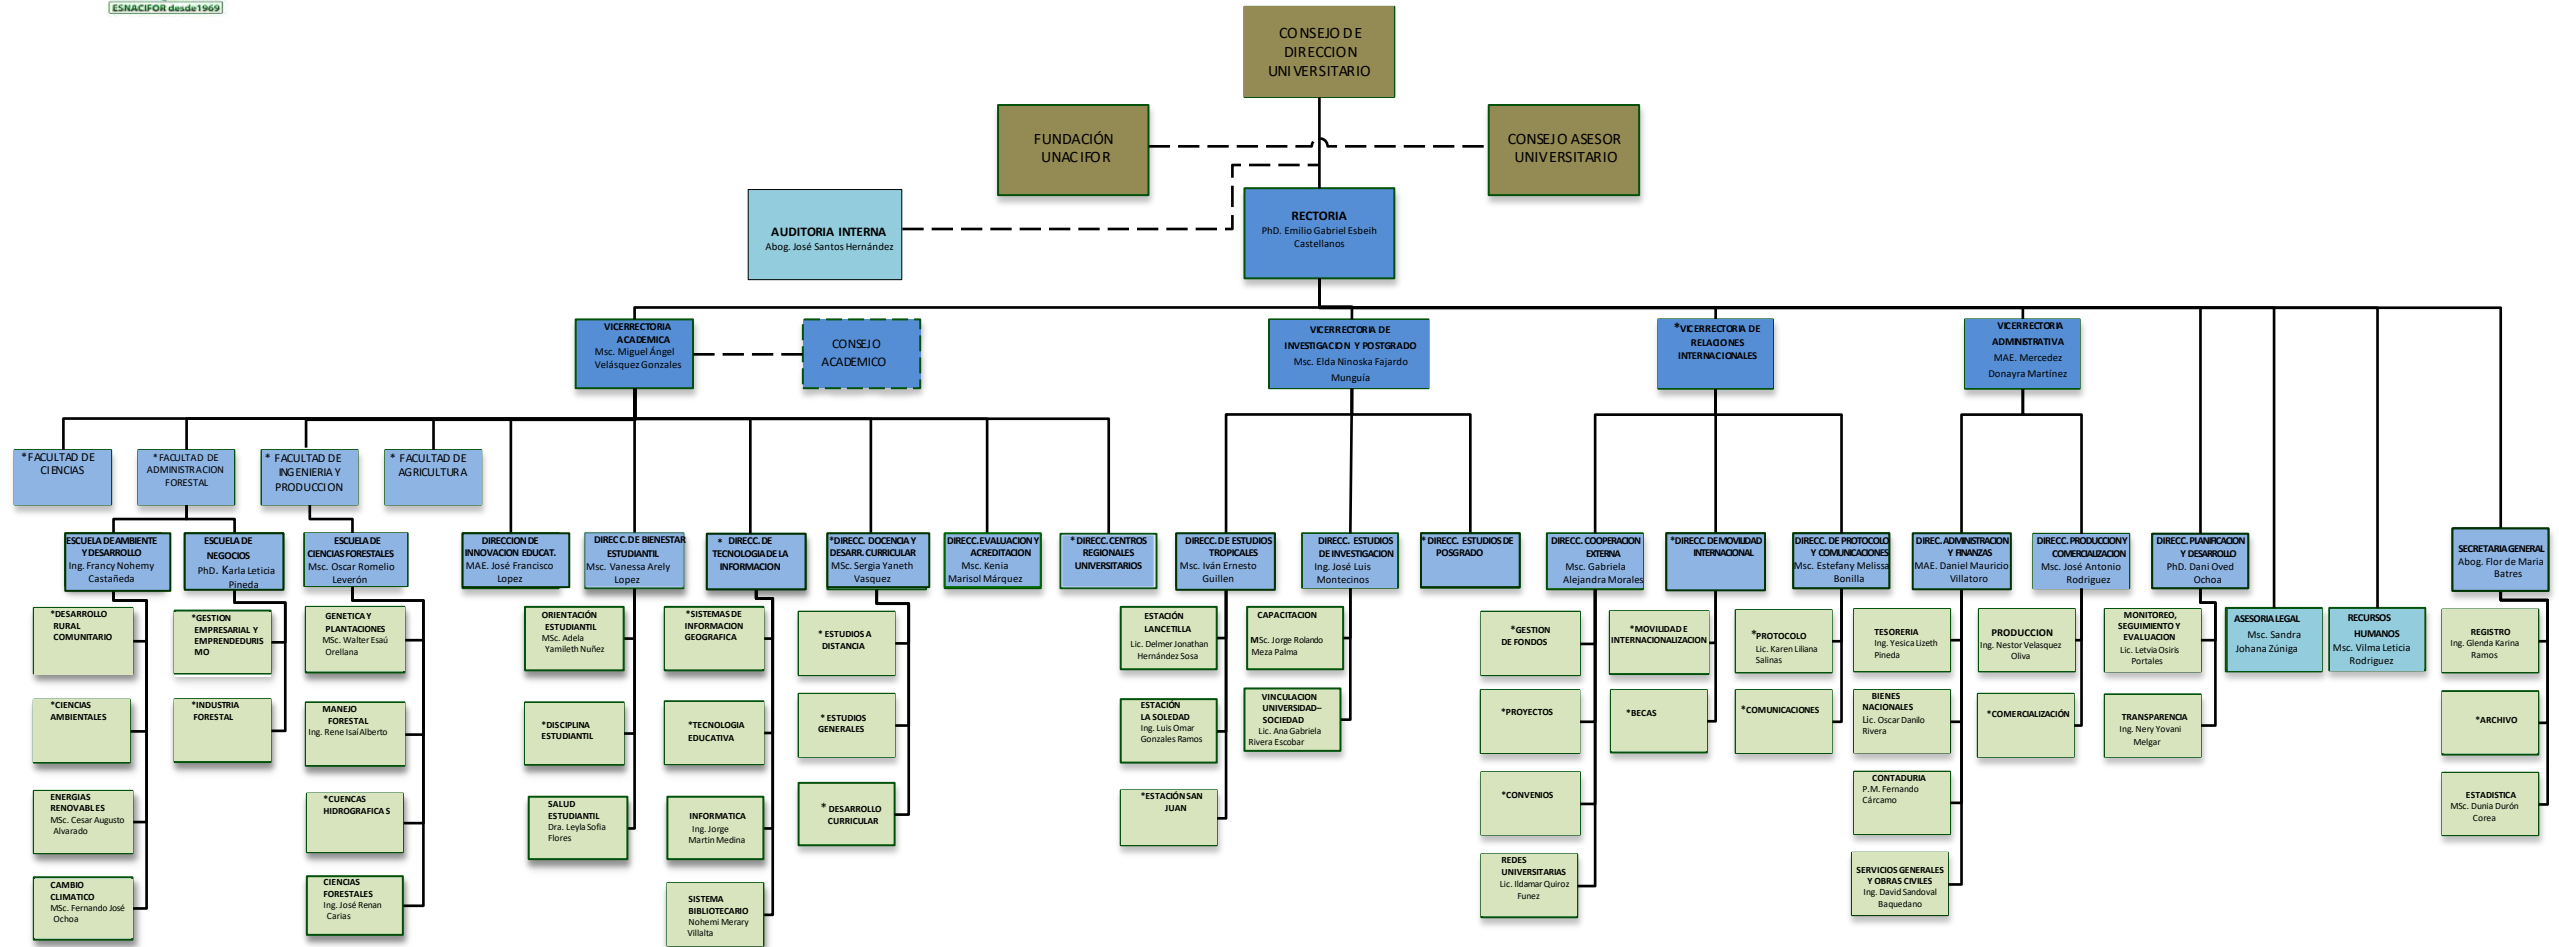 ESNACIFOR desde1969
CONSEJO DE
DIRECCION
UNIVERSITARIO
FUNDACIÓN
UNACIFOR
CONSEJO ASESOR
UNIVERSITARIO
AUDITORIA INTERNA
Abog. José Santos Hernández
RECTORIA
PhD. Emilio Gabriel Esbeih
Castellanos
VICERRECTORIA
ACADEMICA
Msc. Miguel Ángel
Velásquez Gonzales
CONSEJO
ACADEMICO
VICERRECTORIA DE
INVESTIGACION Y POSTGRADO
Msc. Elda Ninoska Fajardo
Munguía
*VICERRECTORIA DE
RELACIONES
INTERNACIONALES
VICERRECTORIA
ADMINISTRATIVA
MAE. Mercedez
Donayra Martínez
*FACULTAD DE
CIENCIAS
*FACULTAD DE
ADMINISTRACION
FORESTAL
* FACULTAD DE
INGENIERIA Y
PRODUCCION
* FACULTAD DE
AGRICULTURA
ESCUELA DE AMBIENTE
Y DESARROLLO
Ing. Francy Nohemy
Castañeda
ESCUELA DE
NEGOCIOS
PhD. Karla Leticia
Pineda
ESCUELA DE
CIENCIAS FORESTALES
Msc. Oscar Romelio
Leverón
DIRECCION DE
INNOVACION EDUCAT.
MAE. José Francisco
Lopez
DIRECC. DE BIENESTAR
ESTUDIANTIL
Msc. Vanessa Arely
Lopez
* DIRECC. DE
TECNOLOGIA DE LA
INFORMACION
*DIRECC. DOCENCIA Y
DESARR. CURRICULAR
MSc. Sergia Yaneth
Vasquez
DIRECC. EVALUACION Y
ACREDITACION
Msc. Kenia
Marisol Márquez
* DIRECC. CENTROS
REGIONALES
UNIVERSITARIOS
DIRECC. DE ESTUDIOS
TROPICALES
Msc. Iván Ernesto
Guillen
DIRECC. ESTUDIOS
DE INVESTIGACION
Ing. José Luis
Montecinos
* DIRECC. ESTUDIOS DE
POSGRADO
DIRECC. COOPERACION
EXTERNA
Msc. Gabriela
Alejandra Morales
*DIRECC. DE MOVILIDAD
INTERNACIONAL
DIRECC. DE PROTOCOLO
Y COMUNICACIONES
Msc. Estefany Melissa
Bonilla
DIREC. ADMINISTRACION
Y FINANZAS
MAE. Daniel Mauricio
Villatoro
DIRECC. PRODUCCION Y
COMERCIALIZACION
Msc. José Antonio
Rodriguez
DIRECC. PLANIFICACION
Y DESARROLLO
PhD. Dani Oved
Ochoa
SECRETARIA GENERAL
Abog. Flor de Maria
Batres
*DESARROLLO
RURAL
COMUNITARIO
*GESTION
EMPRESARIAL Y
EMPRENDEDURIS
MO
GENETICA Y
PLANTACIONES
MSc. Walter Esaú
Orellana
ORIENTACIÓN
ESTUDIANTIL
MSc. Adela
Yamileth Nuñez
*SISTEMAS DE
INFORMACION
GEOGRAFICA
* ESTUDIOS A
DISTANCIA
ESTACIÓN
LANCETILLA
Lic. Delmer Jonathan
Hernández Sosa
CAPACITACION
MSc. Jorge Rolando
Meza Palma
*GESTION
DE FONDOS
*MOVILIDAD E
INTERNACIONALIZACION
*PROTOCOLO
Lic. Karen Liliana
Salinas
TESORERIA
Ing. Yesica Lizeth
Pineda
PRODUCCION
Ing. Nestor Velasquez
Oliva
MONITOREO,
SEGUIMIENTO Y
EVALUACION
Lic. Letvia Osiris
Portales
ASESORIA LEGAL
Msc. Sandra
Johana Zúniga
RECURSOS
HUMANOS
Msc. Vilma Leticia
Rodriguez
REGISTRO
Ing. Glenda Karina
Ramos
*CIENCIAS
AMBIENTALES
*INDUSTRIA
FORESTAL
MANEJO
FORESTAL
Ing. Rene Isaí Alberto
*DISCIPLINA
ESTUDIANTIL
*TECNOLOGIA
EDUCATIVA
* ESTUDIOS
GENERALES
ESTACIÓN
LA SOLEDAD
Ing. Luis Omar
Gonzales Ramos
VINCULACION
UNIVERSIDAD–
SOCIEDAD
Lic. Ana Gabriela
Rivera Escobar
*PROYECTOS
*BECAS
*COMUNICACIONES
BIENES
NACIONALES
Lic. Oscar Danilo
Rivera
*COMERCIALIZACIÓN
TRANSPARENCIA
Ing. Nery Yovani
Melgar
*ARCHIVO
ENERGIAS
RENOVABLES
MSc. Cesar Augusto
Alvarado
*CUENCAS
HIDROGRAFICAS
SALUD
ESTUDIANTIL
Dra. Leyla Sofia
Flores
INFORMATICA
Ing. Jorge
Martin Medina
* DESARROLLO
CURRICULAR
*ESTACIÓN SAN
JUAN
*CONVENIOS
CONTADURIA
P.M. Fernando
Cárcamo
ESTADISTICA
MSc. Dunia Durón
Corea
CAMBIO
CLIMATICO
MSc. Fernando José
Ochoa
CIENCIAS
FORESTALES
Ing. José Renan
Carias
SISTEMA
BIBLIOTECARIO
Nohemi Merary
Villalta
REDES
UNIVERSITARIAS
Lic. Ildamar Quiroz
Funez
SERVICIOS GENERALES
Y OBRAS CIVILES
Ing. David Sandoval
Baquedano